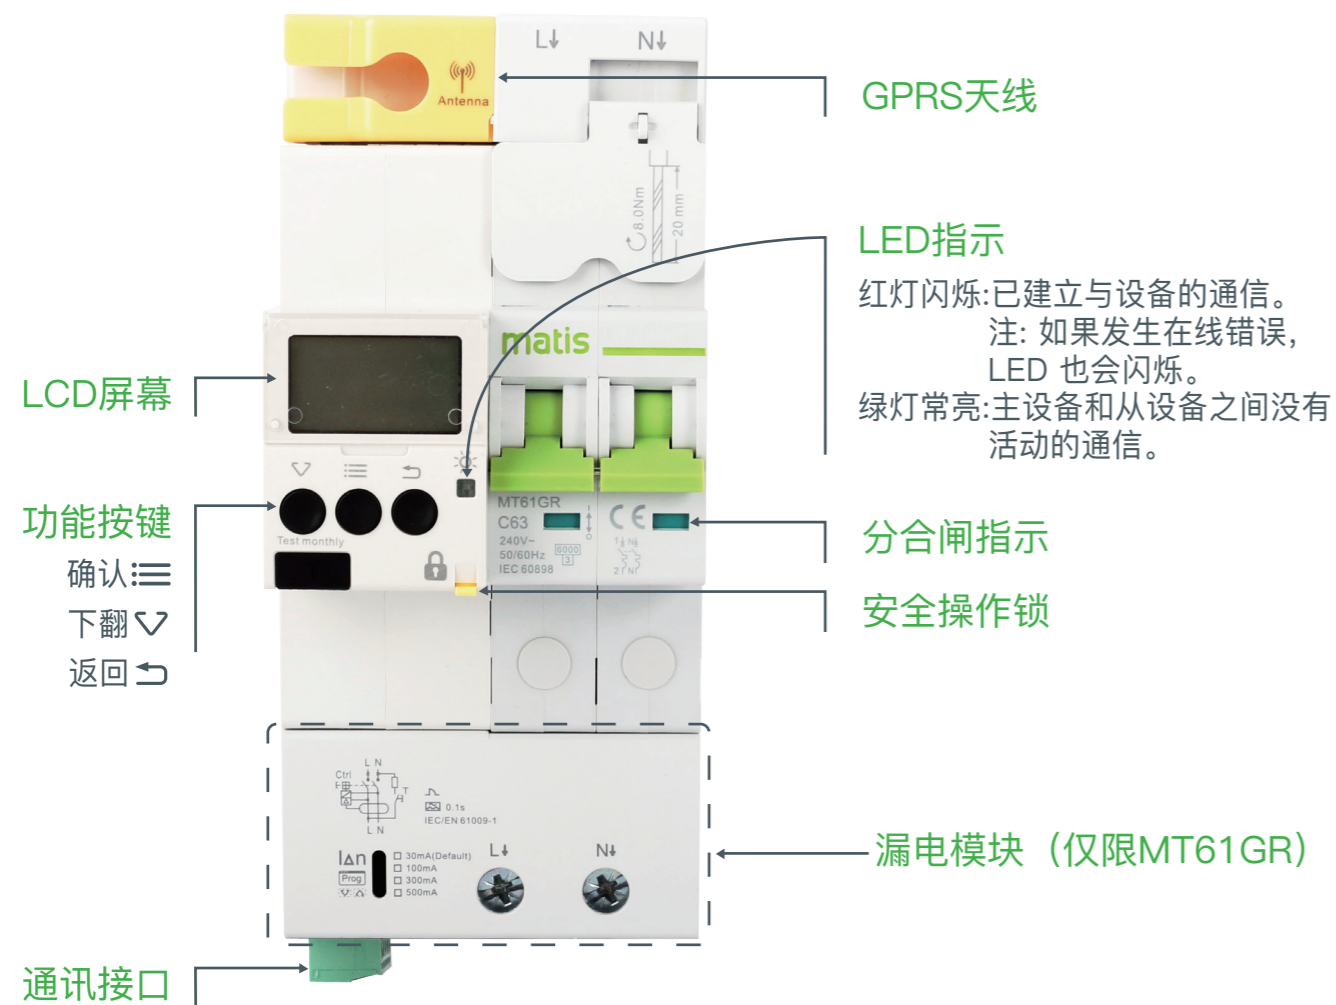 L↓ N↓
Antenna
GPRS天线
8.0Nm
20 mm
LED指示
红灯闪烁:已建立与设备的通信。
注: 如果发生在线错误，
LED 也会闪烁。
绿灯常亮:主设备和从设备之间没有
活动的通信。
matis
LCD屏幕
功能按键
确认
下翻
返回
Test monthly
MT61GR
C63
240V~
50/60Hz
IEC 60898
6000
3
CE
分合闸指示
安全操作锁
L N
Ctrl
T
L N
0.1s
IEC/EN 61009-1
I∆n
Prog
30mA(Default)
100mA
300mA
500mA
L↓ N↓
漏电模块（仅限MT61GR）
通讯接口